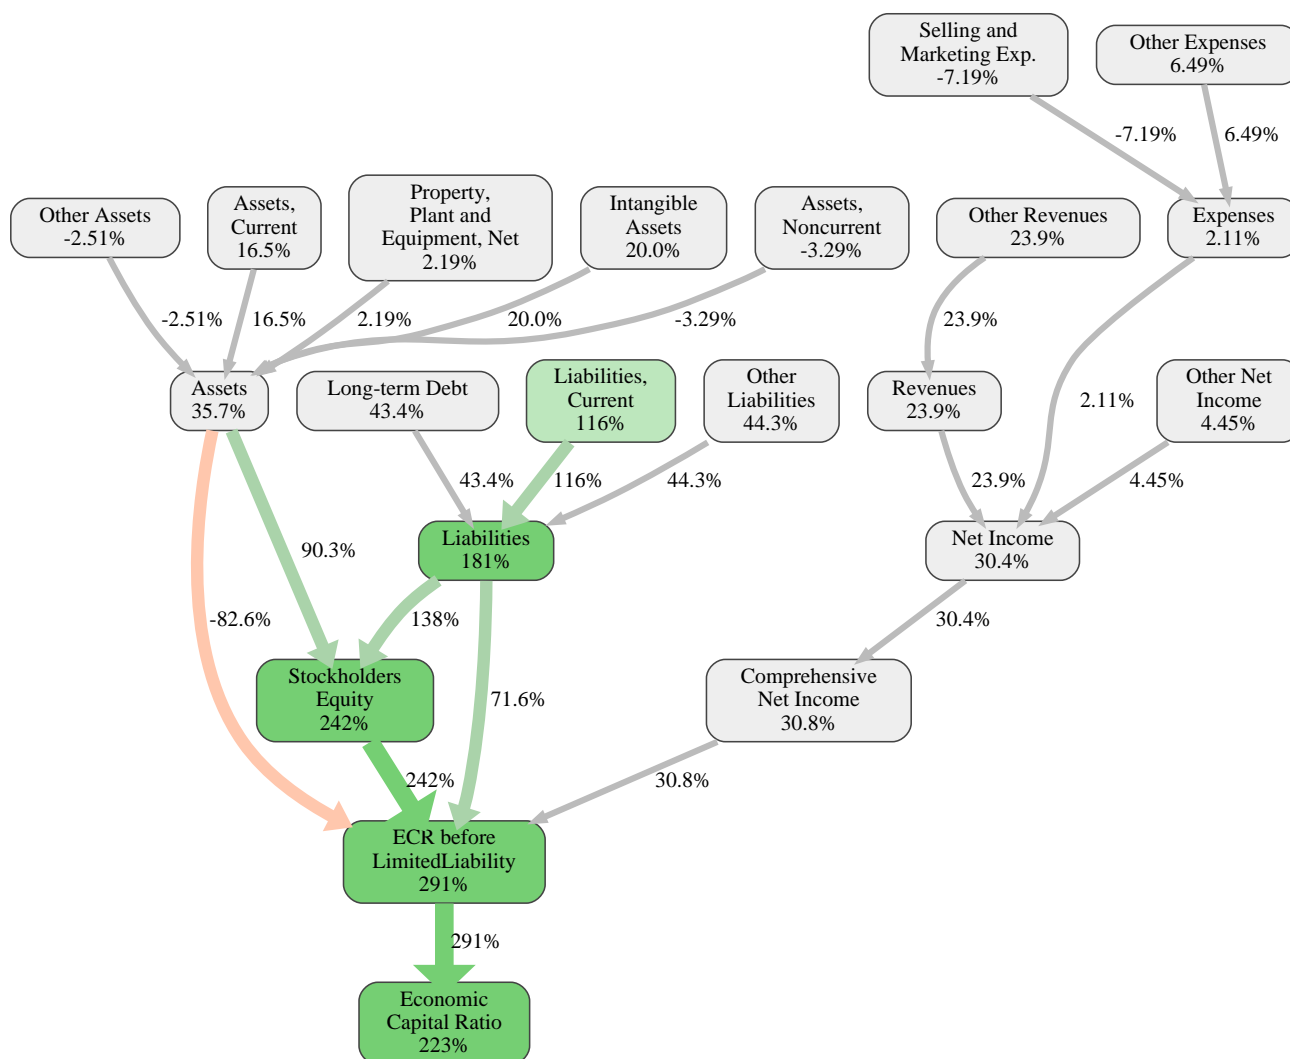 Selling and
Marketing Exp.
-7.19%
Other Expenses
6.49%
-7.19%
6.49%
Other Assets
-2.51%
Assets,
Current
16.5%
Property,
Plant and
Equipment, Net
2.19%
Intangible
Assets
20.0%
Assets,
Noncurrent
-3.29%
Other Revenues
23.9%
Expenses
2.11%
-2.51%
16.5%
2.19%
20.0%
-3.29%
23.9%
Assets
35.7%
Long-term Debt
43.4%
Liabilities,
Current
116%
Other
Liabilities
44.3%
Revenues
23.9%
2.11%
Other Net
Income
4.45%
43.4%
116%
44.3%
23.9%
4.45%
90.3%
Liabilities
181%
Net Income
30.4%
-82.6%
138%
30.4%
Stockholders
Equity
242%
71.6%
Comprehensive
Net Income
30.8%
242%
30.8%
ECR before
LimitedLiability
291%
291%
Economic
Capital Ratio
223%